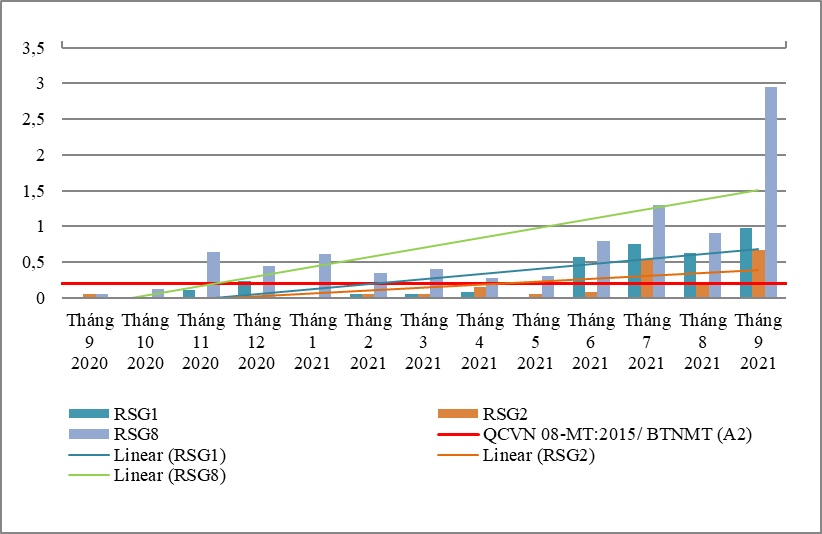 3,5
3
2,5
2
1,5
1
0,5
0
Tháng Tháng Tháng Tháng Tháng Tháng Tháng Tháng Tháng Tháng Tháng Tháng Tháng
9 10 11 12 1 2 3 4 5 6 7 8 9
2020 2020 2020 2020 2021 2021 2021 2021 2021 2021 2021 2021 2021
RSG1 RSG2
RSG8 QCVN 08-MT:2015/ BTNMT (A2)
Linear (RSG1) Linear (RSG2)
Linear (RSG8)